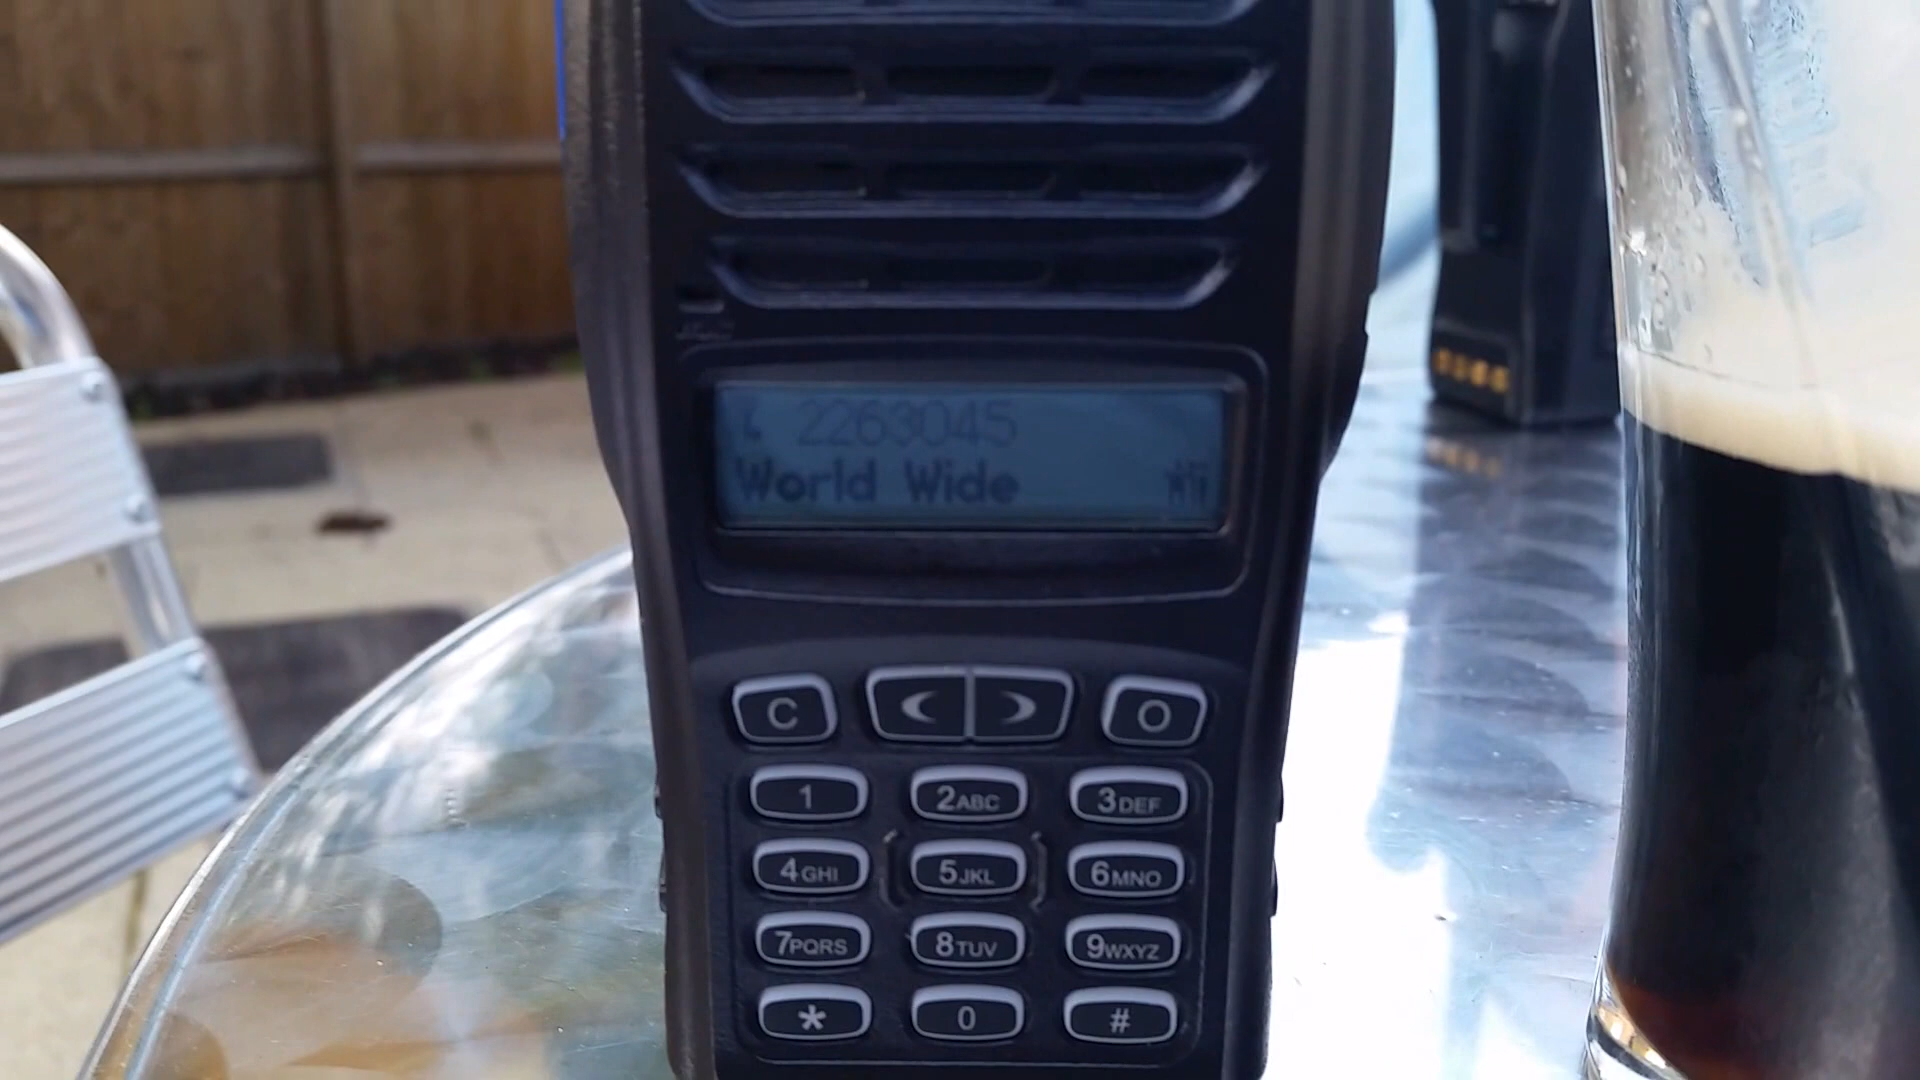 2263045
World Wide
C O
1 2ABC 3DEF
4GHI 5JKL 6MNO
7PQRS 8TUV 9WXYZ
* 0 #